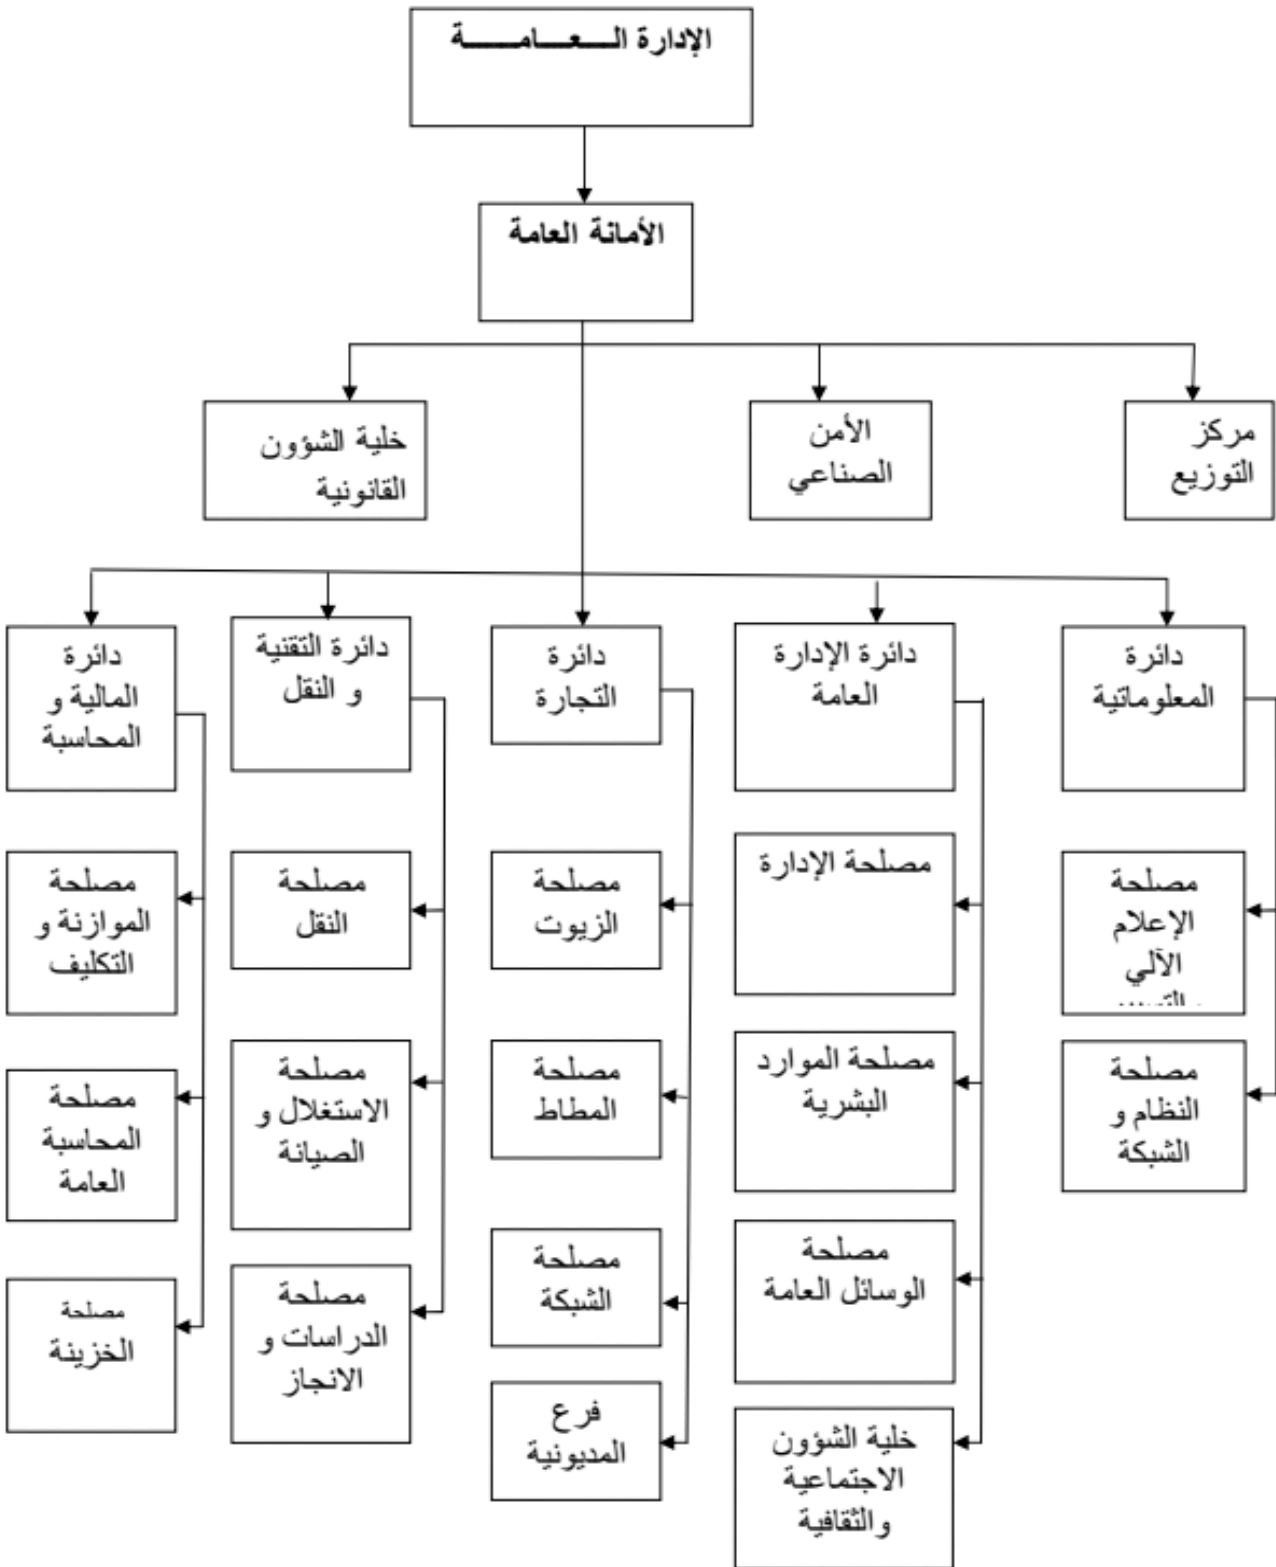 الإدارة الـــعـــامـــــة
الأمانة العامة
مركز
التوزيع
الأمن
الصناعي
خلية الشؤون
القانونية
دائرة
المعلوماتية
دائرة الإدارة
العامة
دائرة
التجارة
دائرة التقنية
و النقل
دائرة
المالية و
المحاسبة
مصلحة
الإعلام
الآلي
مصلحة الإدارة
مصلحة
الزيوت
مصلحة
النقل
مصلحة
الموازنة و
التكليف
مصلحة
النظام و
الشبكة
مصلحة الموارد
البشرية
مصلحة
المطاط
مصلحة
الاستغلال و
الصيانة
مصلحة
المحاسبة
العامة
مصلحة
الوسائل العامة
مصلحة
الشبكة
مصلحة
الدراسات و
الانجاز
مصلحة
الخزينة
خلية الشؤون
الاجتماعية
والثقافية
فرع
المديونية